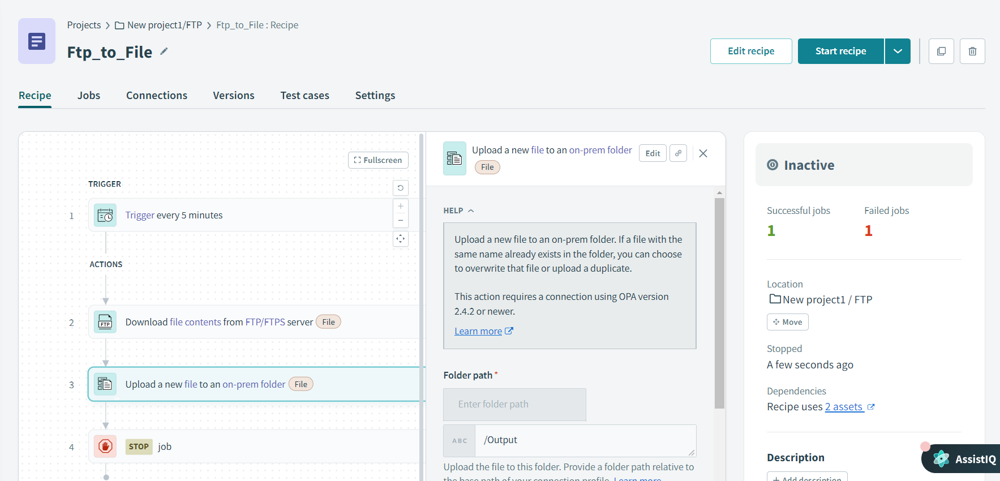 Projects > New project1/FTP > Ftp_to_File : Recipe
Ftp_to_File
Edit recipe
Start recipe
Recipe
Jobs
Connections
Versions
Test cases
Settings
Fullscreen
TRIGGER
1
Trigger every 5 minutes
ACTIONS
2
FTP
Download file contents from FTP/FTPS server File
3
Upload a new file to an on-prem folder File
4
STOP job
Upload a new file to an on-prem folder
File
Edit
HELP
Upload a new file to an on-prem folder. If a file with the
same name already exists in the folder, you can choose
to overwrite that file or upload a duplicate.
This action requires a connection using OPA version
2.4.2 or newer.
Learn more
Folder path*
Enter folder path
ABC
/Output
Upload the file to this folder. Provide a folder path relative to
the base path of your connection profile. Learn more
Inactive
Successful jobs
1
Failed jobs
1
Location
New project1 / FTP
Move
Stopped
A few seconds ago
Dependencies
Recipe uses 2 assets
Description
+ Add description
AssistIQ